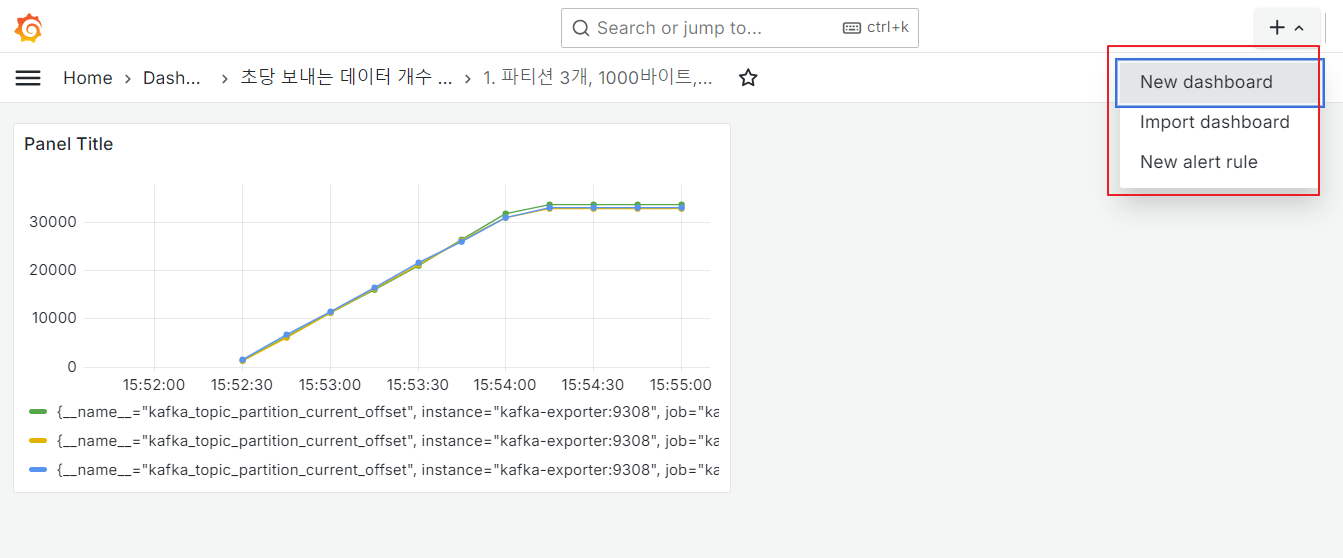 Search or jump to...
ctrl+k
Home
Dash...
초당 보내는 데이터 개수 ...
1. 파티션 3개, 1000바이트,...
New dashboard
Import dashboard
New alert rule
Panel Title
30000
20000
10000
0
15:52:00 15:52:30 15:53:00 15:53:30 15:54:00 15:54:30 15:55:00
{__name__="kafka_topic_partition_current_offset", instance="kafka-exporter:9308", job="ka
{__name__="kafka_topic_partition_current_offset", instance="kafka-exporter:9308", job="ka
{__name__="kafka_topic_partition_current_offset", instance="kafka-exporter:9308", job="ka